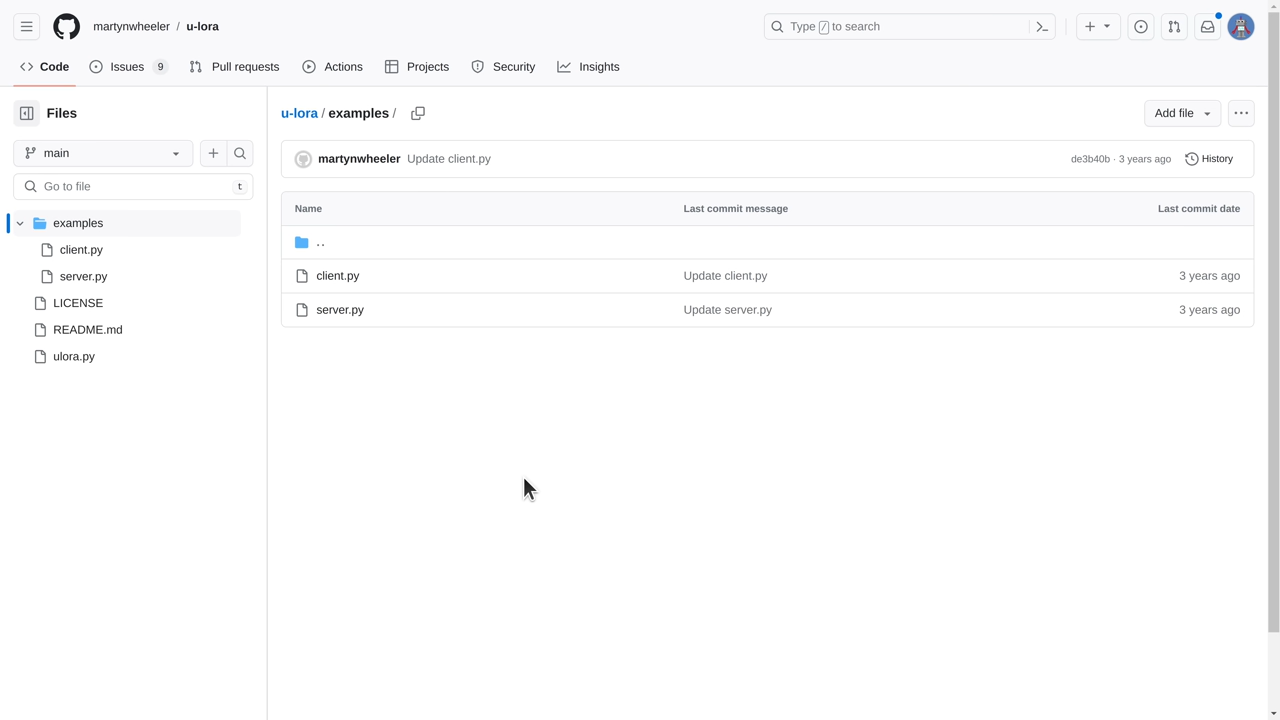 martynwheeler / u-lora
Type / to search
Code
Issues 9
Pull requests
Actions
Projects
Security
Insights
Files
main
Go to file
t
examples
client.py
server.py
LICENSE
README.md
ulora.py
u-lora / examples /
Add file
martynwheeler Update client.py
de3b40b · 3 years ago
History
Name Last commit message Last commit date
..
client.py Update client.py 3 years ago
server.py Update server.py 3 years ago